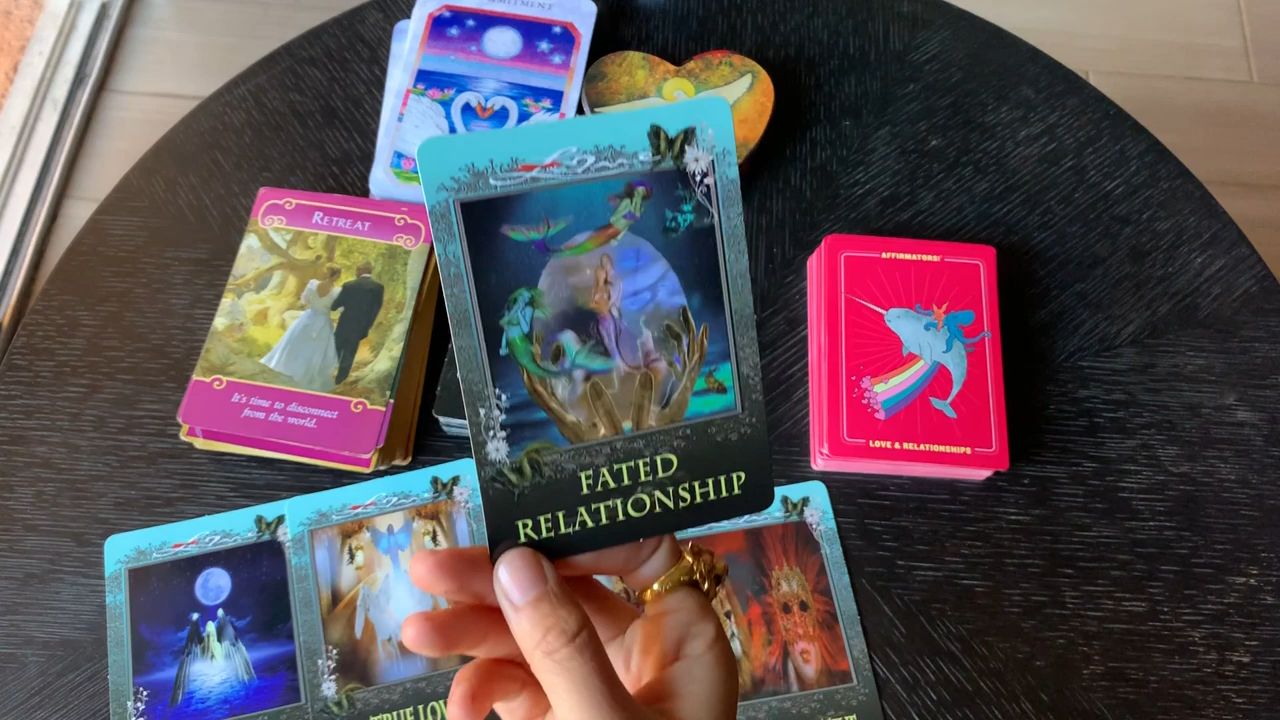 RETREAT
It's time to disconnect
from the world.
FATED
RELATIONSHIP
AFFIRMATORS!
LOVE & RELATIONSHIPS